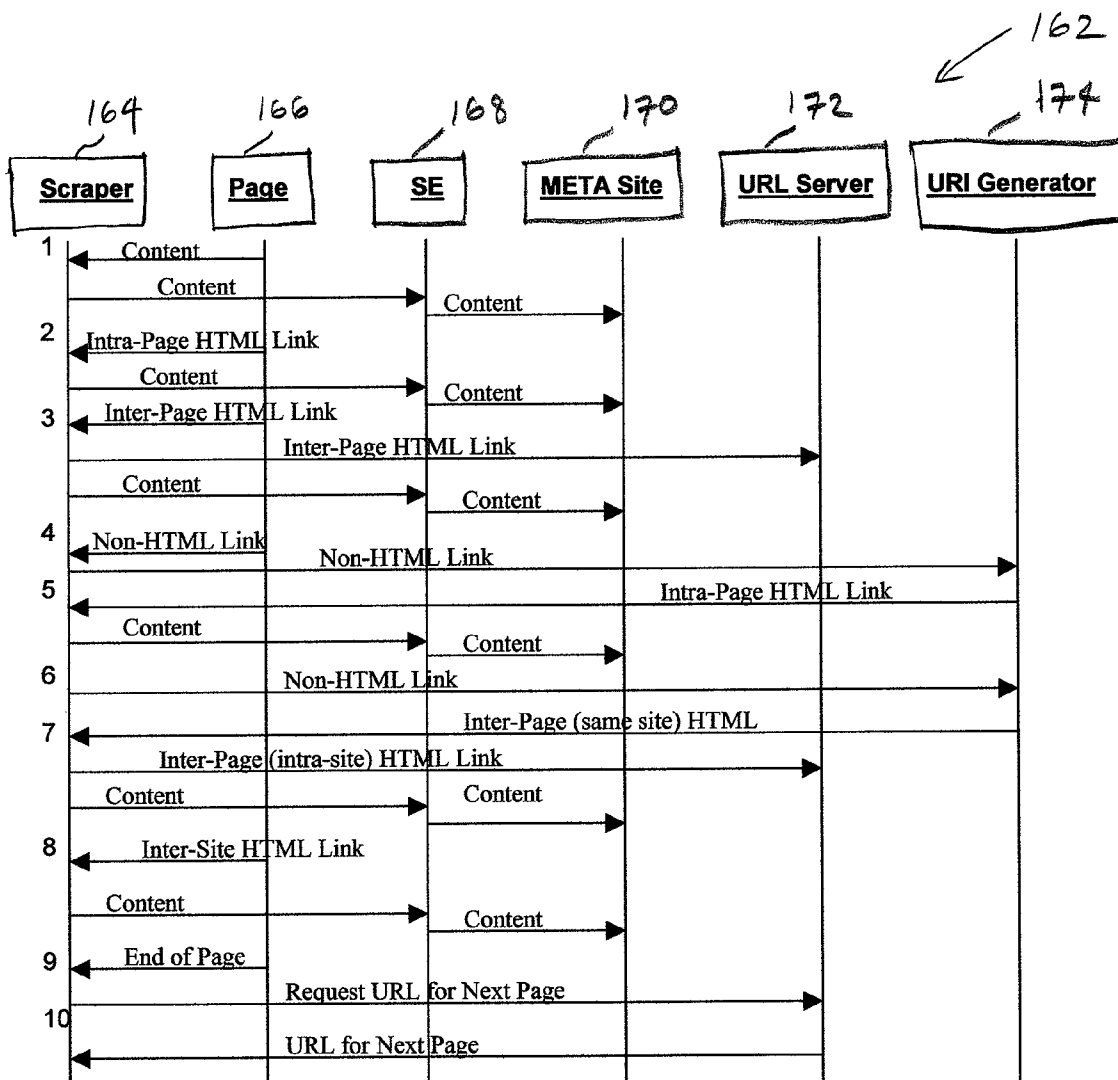 162
164 166 168 170 172 174
Scraper Page SE META Site URL Server URI Generator
1
Content
Content
Content
2
Intra-Page HTML Link
Content
Content
3
Inter-Page HTML Link
Inter-Page HTML Link
Content
Content
4
Non-HTML Link
Non-HTML Link
5
Intra-Page HTML Link
Content
Content
6
Non-HTML Link
7
Inter-Page (same site) HTML
Inter-Page (intra-site) HTML Link
Content
Content
8
Inter-Site HTML Link
Content
Content
9
End of Page
Request URL for Next Page
10
URL for Next Page